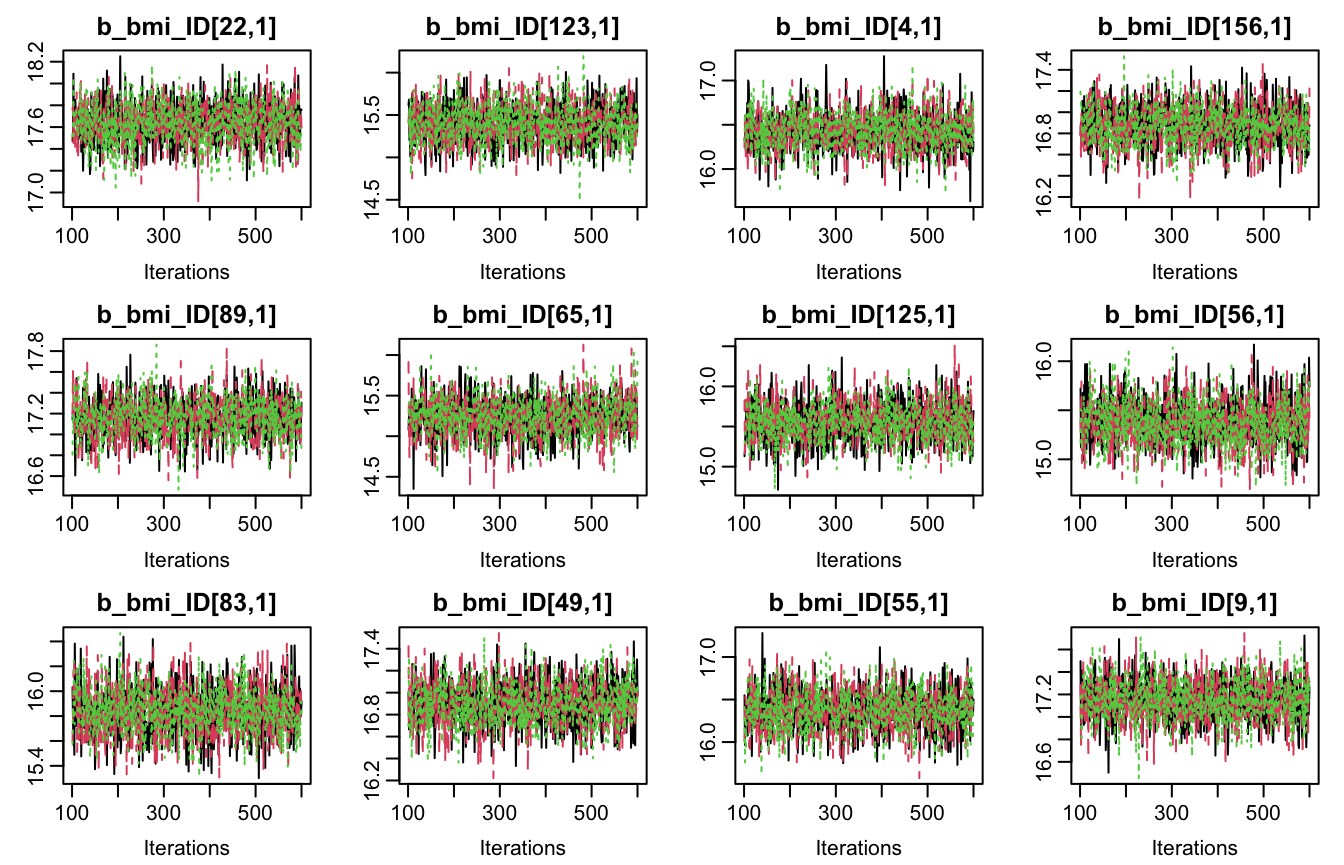 b_bmi_ID[22,1] b_bmi_ID[123,1] b_bmi_ID[4,1] b_bmi_ID[156,1]
18.2 17.6 17.0
15.5 14.5
17.0 16.0
17.4 16.8 16.2
100 300 500 100 300 500 100 300 500 100 300 500
Iterations Iterations Iterations Iterations
b_bmi_ID[89,1] b_bmi_ID[65,1] b_bmi_ID[125,1] b_bmi_ID[56,1]
17.8 17.2 16.6
15.5 14.5
16.0 15.0
16.0 15.0
100 300 500 100 300 500 100 300 500 100 300 500
Iterations Iterations Iterations Iterations
b_bmi_ID[83,1] b_bmi_ID[49,1] b_bmi_ID[55,1] b_bmi_ID[9,1]
16.0 15.4
17.4 16.8 16.2
17.0 16.0
17.2 16.6
100 300 500 100 300 500 100 300 500 100 300 500
Iterations Iterations Iterations Iterations